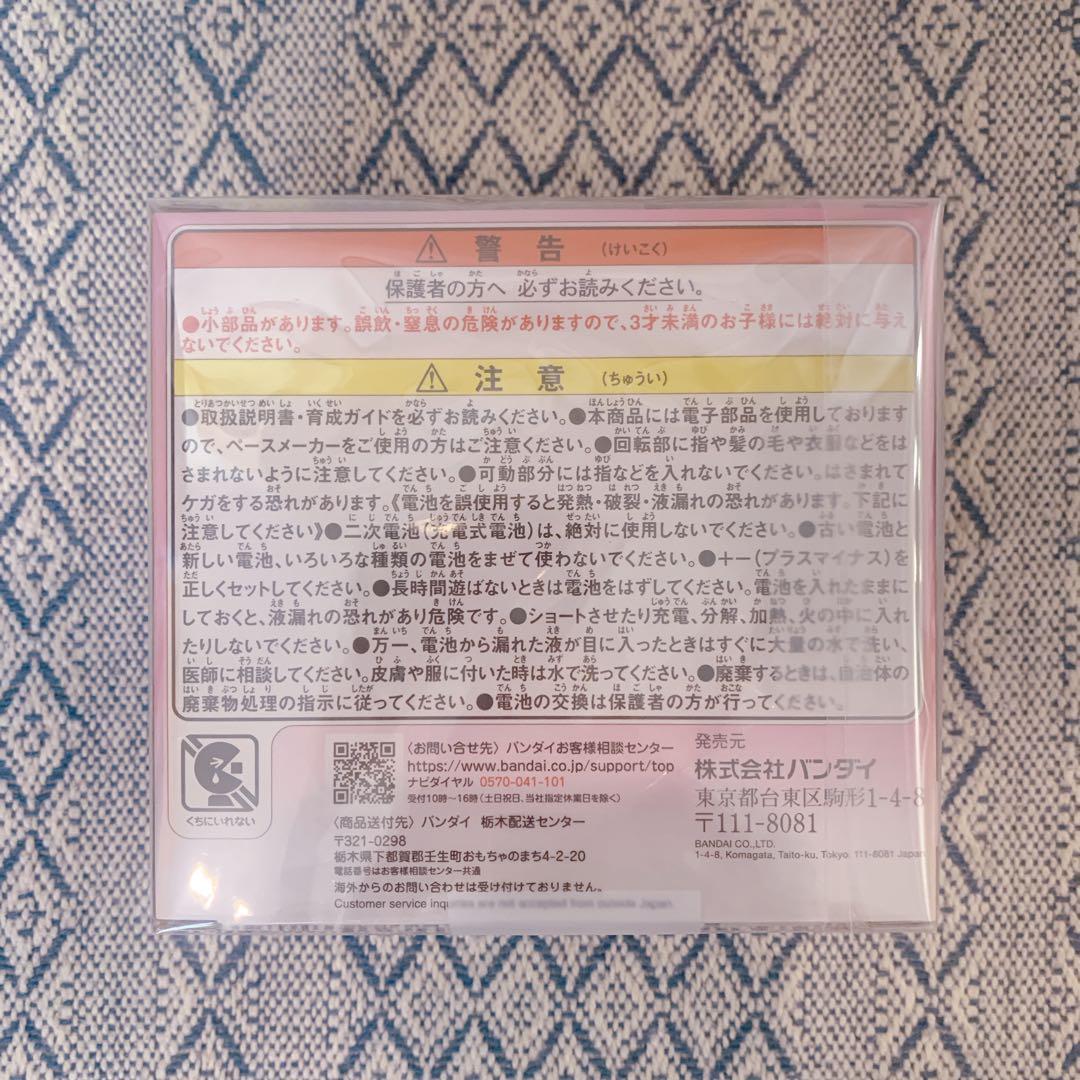 ⚠ 警告 (けいこく)
保護者の方へ 必ずお読みください。
●小部品があります。誤飲・窒息の危険がありますので、3才未満のお子様には絶対に与え
ないでください。
⚠ 注意 (ちゅうい)
●取扱説明書・育成ガイドを必ずお読みください。●本商品には電子部品を使用しております
ので、ペースメーカーをご使用の方はご注意ください。●回転部に指や髪の毛や衣服などをは
さまれないように注意してください。●可動部分には指などを入れないでください。はさまれて
ケガをする恐れがあります。《電池を誤使用すると発熱・破裂・液漏れの恐れがあります。下記に
注意してください》●二次電池(充電式電池)は、絶対に使用しないでください。●古い電池と
新しい電池、いろいろな種類の電池をまぜて使わないでください。●+-(プラスマイナス)を
正しくセットしてください。●長時間遊ばないときは電池をはずしてください。電池を入れたままに
しておくと、液漏れの恐れがあり危険です。●ショートさせたり充電、分解、加熱、火の中に入れ
たりしないでください。●万一、電池から漏れた液が目に入ったときはすぐに大量の水で洗い、
医師に相談してください。皮膚や服に付いた時は水で洗ってください。●廃棄するときは、自治体の
廃棄物処理の指示に従ってください。●電池の交換は保護者の方が行ってください。
くちにいれない
〈お問い合せ先〉バンダイお客様相談センター
https://www.bandai.co.jp/support/top
ナビダイヤル 0570-041-101
受付10時〜16時(土日祝日、当社指定休業日を除く)
〈商品送付先〉バンダイ 栃木配送センター
〒321-0298
栃木県下都賀郡壬生町おもちゃのまち4-2-20
電話番号はお客様相談センター共通
海外からのお問い合わせは受け付けておりません。
Customer service inquiries are not accepted from outside Japan.
発売元
株式会社バンダイ
東京都台東区駒形1-4-8
〒111-8081
BANDAI CO.,LTD.
1-4-8, Komagata, Taito-ku, Tokyo. 111-8081 Japan